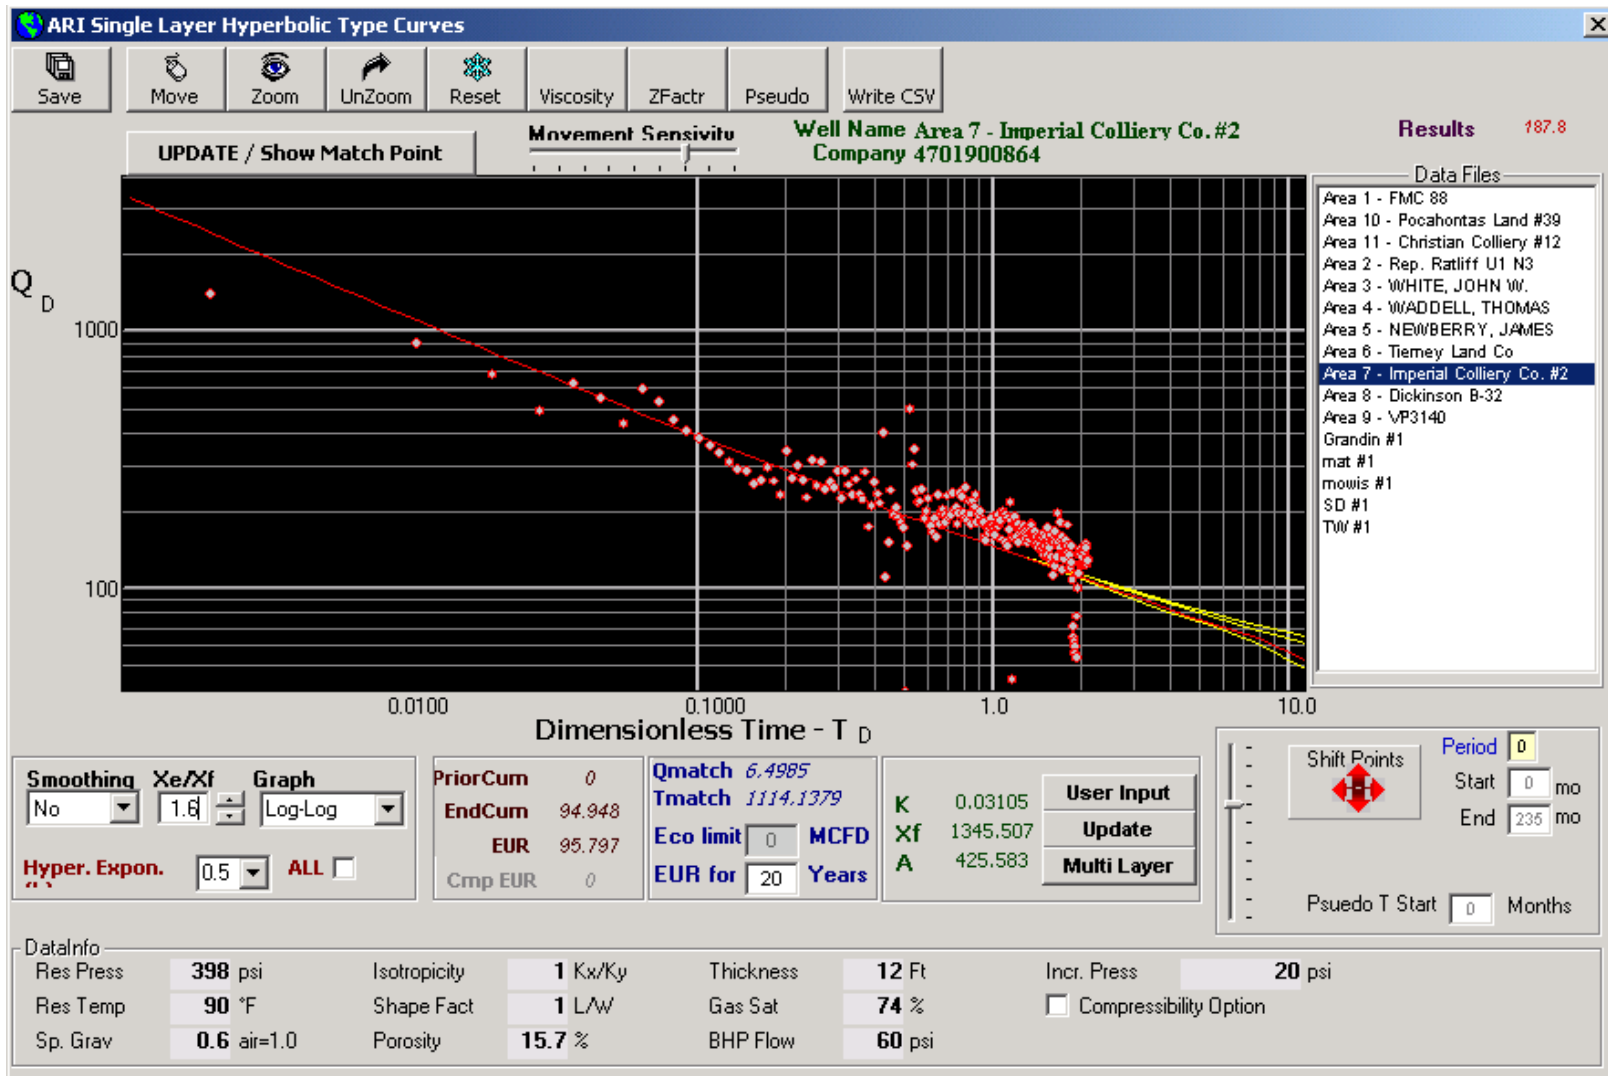 ARI Single Layer Hyperbolic Type Curves
Save Move Zoom UnZoom Reset Viscosity ZFactr Pseudo Write CSV
UPDATE / Show Match Point
Movement Sensivity
Well Name Area 7 - Imperial Colliery Co. #2
Company 4701900864
Results 187.8
Data Files
Area 1 - FMC 88
Area 10 - Pocahontas Land #39
Area 11 - Christian Colliery #12
Area 2 - Rep. Ratliff U1 N3
Area 3 - WHITE, JOHN W.
Area 4 - WADDELL, THOMAS
Area 5 - NEWBERRY, JAMES
Area 6 - Tierney Land Co
Area 7 - Imperial Colliery Co. #2
Area 8 - Dickinson B-32
Area 9 - VP3140
Grandin #1
mat #1
mowis #1
SD #1
TW #1
Q D
1000
100
0.0100 0.1000 1.0 10.0
Dimensionless Time - T D
Smoothing Xe/Xf Graph
No 1.6 Log-Log
Hyper. Expon. 0.5 ALL
PriorCum 0
EndCum 94.948
EUR 95.797
Cmp EUR 0
Qmatch 6.4985
Tmatch 1114.1379
Eco limit 0 MCFD
EUR for 20 Years
K 0.03105
Xf 1345.507
A 425.583
User Input
Update
Multi Layer
Shift Points
Period 0
Start 0 mo
End 235 mo
Psuedo T Start 0 Months
DataInfo
Res Press 398 psi Isotropicity 1 Kx/Ky Thickness 12 Ft Incr. Press 20 psi
Res Temp 90 °F Shape Fact 1 L/W Gas Sat 74 % Compressibility Option
Sp. Grav 0.6 air=1.0 Porosity 15.7 % BHP Flow 60 psi